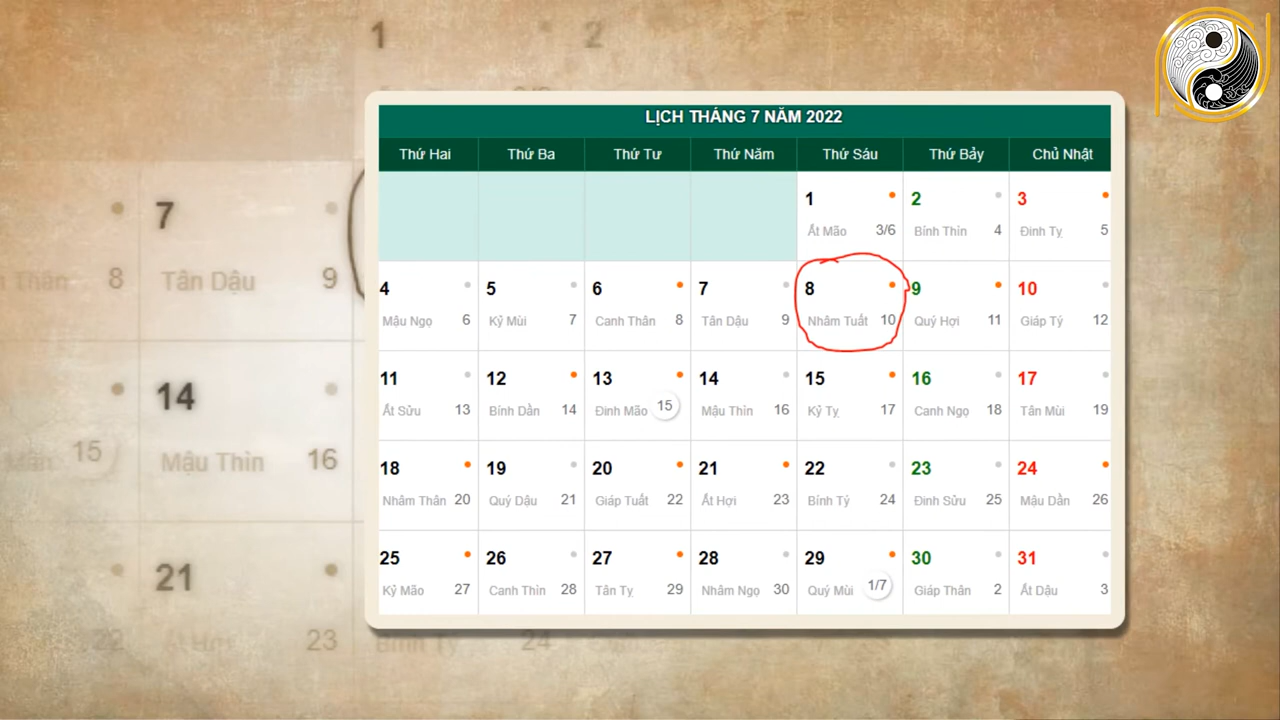 1 2
LỊCH THÁNG 7 NĂM 2022
Thứ Hai Thứ Ba Thứ Tư Thứ Năm Thứ Sáu Thứ Bảy Chủ Nhật
1 2 3
Ất Mão 3/6 Bính Thìn 4 Đinh Tỵ 5
4 5 6 7 8 9 10
Mậu Ngọ 6 Kỷ Mùi 7 Canh Thân 8 Tân Dậu 9 Nhâm Tuất 10 Quý Hợi 11 Giáp Tý 12
11 12 13 14 15 16 17
Ất Sửu 13 Bính Dần 14 Đinh Mão 15 Mậu Thìn 16 Kỷ Tỵ 17 Canh Ngọ 18 Tân Mùi 19
18 19 20 21 22 23 24
Nhâm Thân 20 Quý Dậu 21 Giáp Tuất 22 Ất Hợi 23 Bính Tý 24 Đinh Sửu 25 Mậu Dần 26
25 26 27 28 29 30 31
Kỷ Mão 27 Canh Thìn 28 Tân Tỵ 29 Nhâm Ngọ 30 Quý Mùi 1/7 Giáp Thân 2 Ất Dậu 3
7
Thân 8 Tân Dậu 9
14
15 Mậu Thìn 16
21
22 Ất Hợi 23 Bính Tý 24